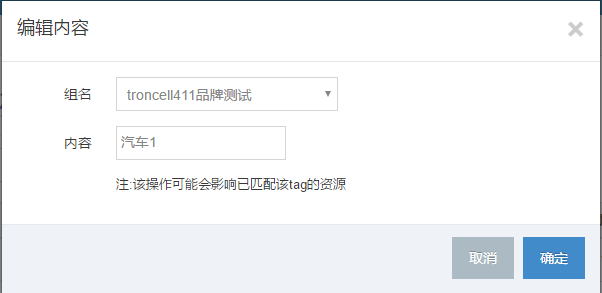 编辑内容
组名 troncell411品牌测试
内容 汽车1
注:该操作可能会影响已匹配该tag的资源
取消 确定